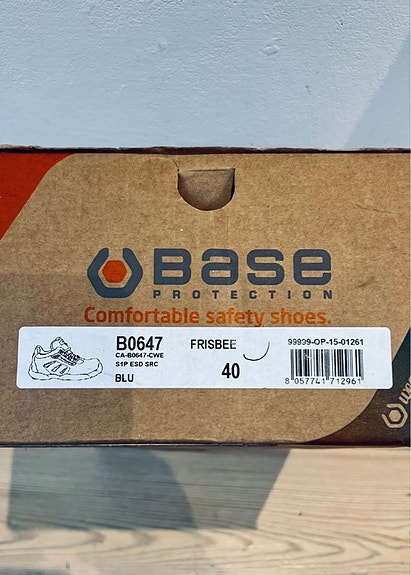 Base
PROTECTION
Comfortable safety shoes.
B0647
CA-B0647-CWE
S1P ESD SRC
BLU
FRISBEE
40
99999-OP-15-01261
8 057741 712961